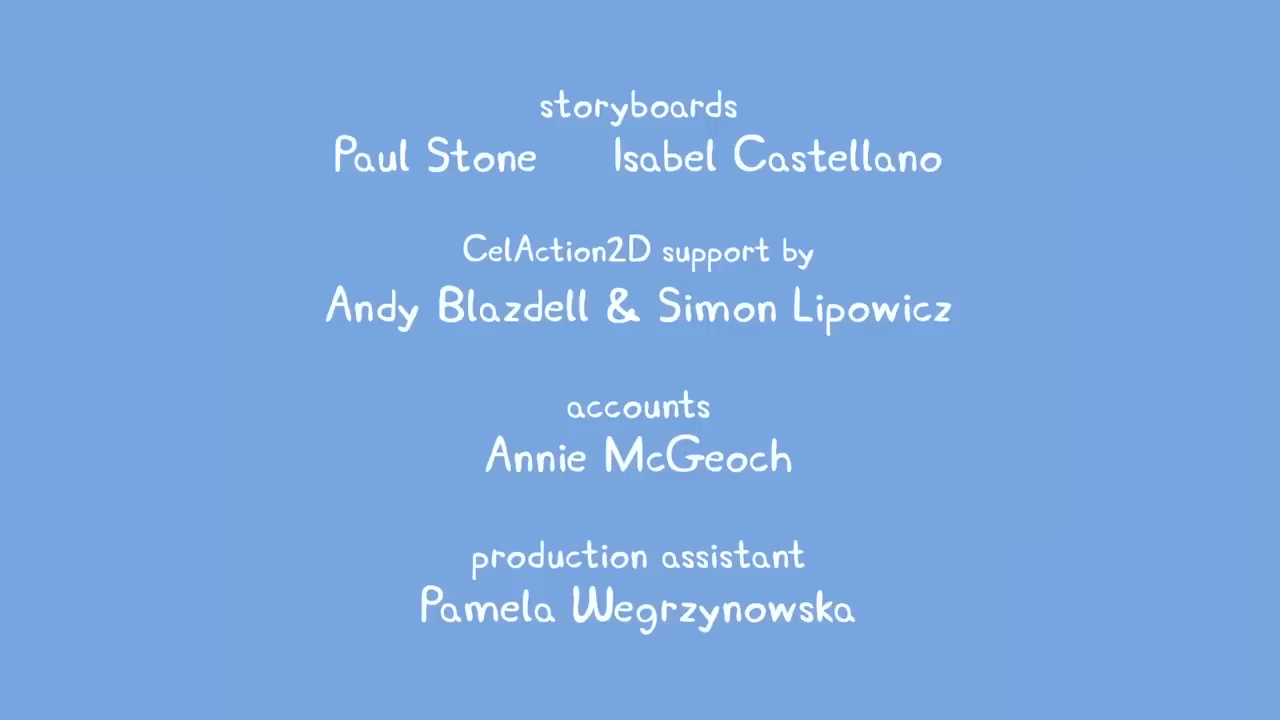 storyboards
Paul Stone Isabel Castellano
CelAction2D support by
Andy Blazdell & Simon Lipowicz
accounts
Annie McGeoch
production assistant
Pamela Wegrzynowska